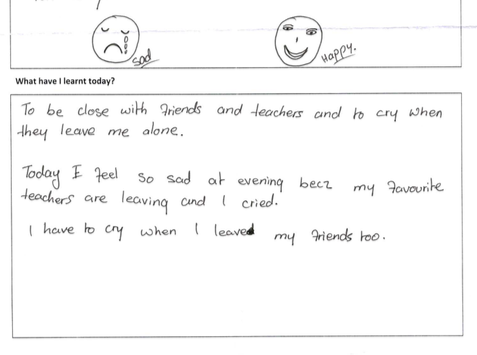 sad
Happy.
What have I learnt today?
To be close with friends and teachers and to cry when
they leave me alone.
Today I feel so sad at evening becz my favourite
teachers are leaving and I cried.
I have to cry when I leaved my friends too.